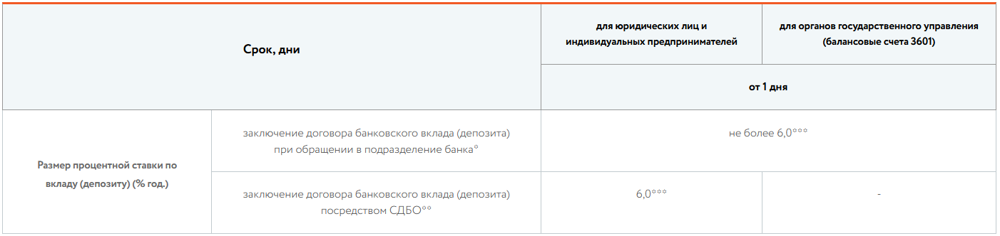 Срок, дни
для юридических лиц и
индивидуальных предпринимателей
для органов государственного управления
(балансовые счета 3601)
от 1 дня
Размер процентной ставки по
вкладу (депозиту) (% год.)
заключение договора банковского вклада (депозита)
при обращении в подразделение банка*
не более 6,0***
заключение договора банковского вклада (депозита)
посредством СДБО**
6,0***
-